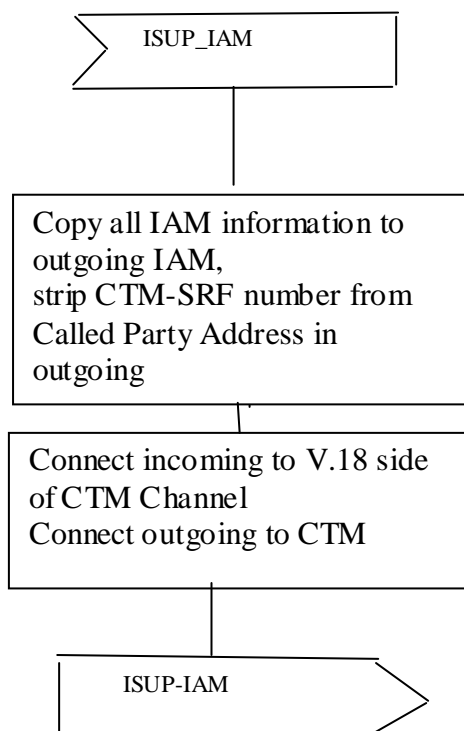 ISUP_IAM
Copy all IAM information to
outgoing IAM,
strip CTM-SRF number from
Called Party Address in
outgoing
Connect incoming to V.18 side
of CTM Channel
Connect outgoing to CTM
ISUP-IAM